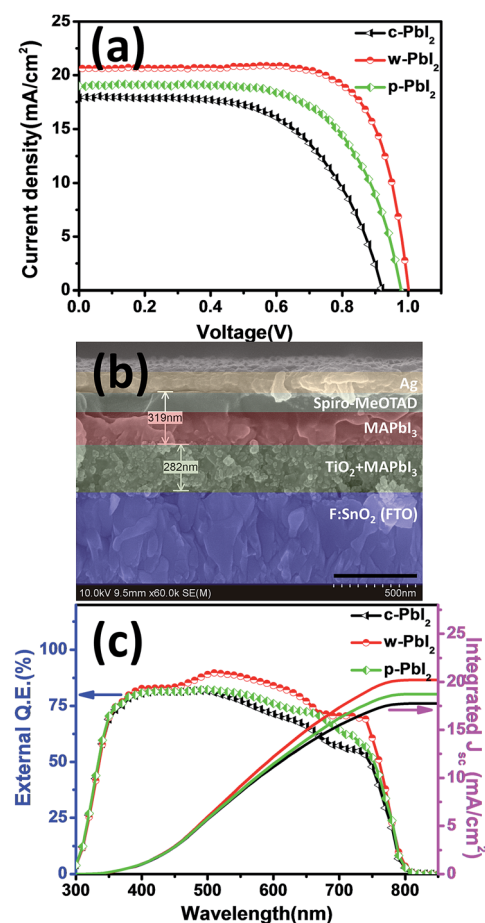 (a)
c-PbI2
w-PbI2
p-PbI2
25
20
15
10
5
0
0.0 0.2 0.4 0.6 0.8 1.0
Current density(mA/cm²)
Voltage(V)
(b)
Ag
Spiro-MeOTAD
319nm
MAPbI3
TiO2+MAPbI3
282nm
F:SnO2 (FTO)
10.0kV 9.5mm x60.0k SE(M)
500nm
(c)
c-PbI2
w-PbI2
p-PbI2
100
75
50
25
0
External Q.E.(%)
25
20
15
10
5
0
Integrated Jsc (mA/cm²)
300 400 500 600 700 800
Wavelength(nm)